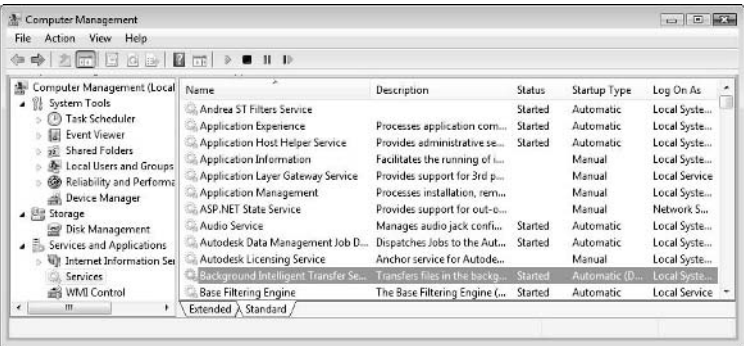 Computer Management
File Action View Help
Computer Management (Local
System Tools
Task Scheduler
Event Viewer
Shared Folders
Local Users and Groups
Reliability and Performa
Device Manager
Storage
Disk Management
Services and Applications
Internet Information Ser
Services
WMI Control
Name Description Status Startup Type Log On As
Andrea ST Filters Service Started Automatic Local Syste...
Application Experience Processes application com... Started Automatic Local Syste...
Application Host Helper Service Provides administrative se... Started Automatic Local Syste...
Application Information Facilitates the running of i... Manual Local Syste...
Application Layer Gateway Service Provides support for 3rd p... Manual Local Service
Application Management Processes installation, rem... Manual Local Syste...
ASP.NET State Service Provides support for out-o... Manual Network S...
Audio Service Manages audio jack confi... Started Automatic Local Syste...
Autodesk Data Management Job D... Dispatches Jobs to the Aut... Started Automatic Local Syste...
Autodesk Licensing Service Anchor service for Autode... Manual Local Syste...
Background Intelligent Transfer Se... Transfers files in the backg... Started Automatic (D... Local Syste...
Base Filtering Engine The Base Filtering Engine (... Started Automatic Local Service
Extended Standard